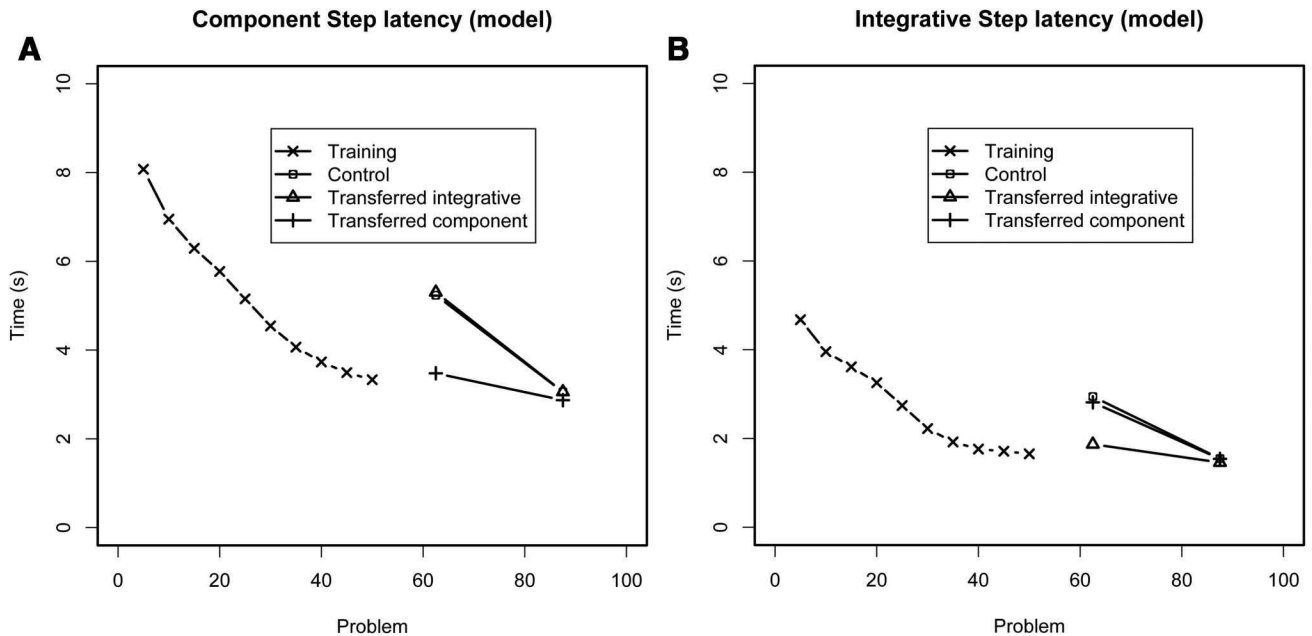 Component Step latency (model)
A
10
8
6
4
2
0
Time (s)
Training
Control
Transferred integrative
Transferred component
0 20 40 60 80 100
Problem
Integrative Step latency (model)
B
10
8
6
4
2
0
Time (s)
Training
Control
Transferred integrative
Transferred component
0 20 40 60 80 100
Problem